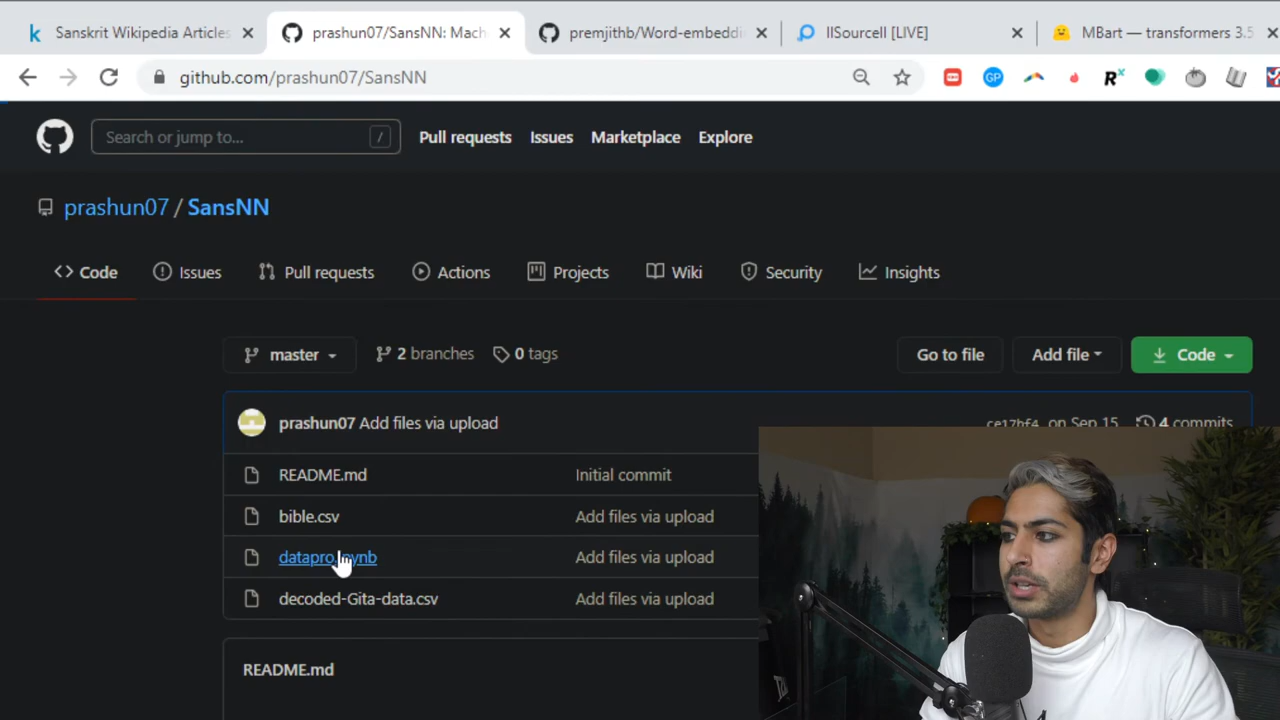 Sanskrit Wikipedia Articles
prashun07/SansNN: Mach
premjithb/Word-embeddi
IISourcell [LIVE]
MBart — transformers 3.5
github.com/prashun07/SansNN
GP
Search or jump to...
/
Pull requests
Issues
Marketplace
Explore
prashun07 / SansNN
Code
Issues
Pull requests
Actions
Projects
Wiki
Security
Insights
master
2 branches
0 tags
Go to file
Add file
Code
prashun07 Add files via upload
ce17bf4 on Sep 15
4 commits
README.md
Initial commit
bible.csv
Add files via upload
Add files via upload
decoded-Gita-data.csv
Add files via upload
README.md